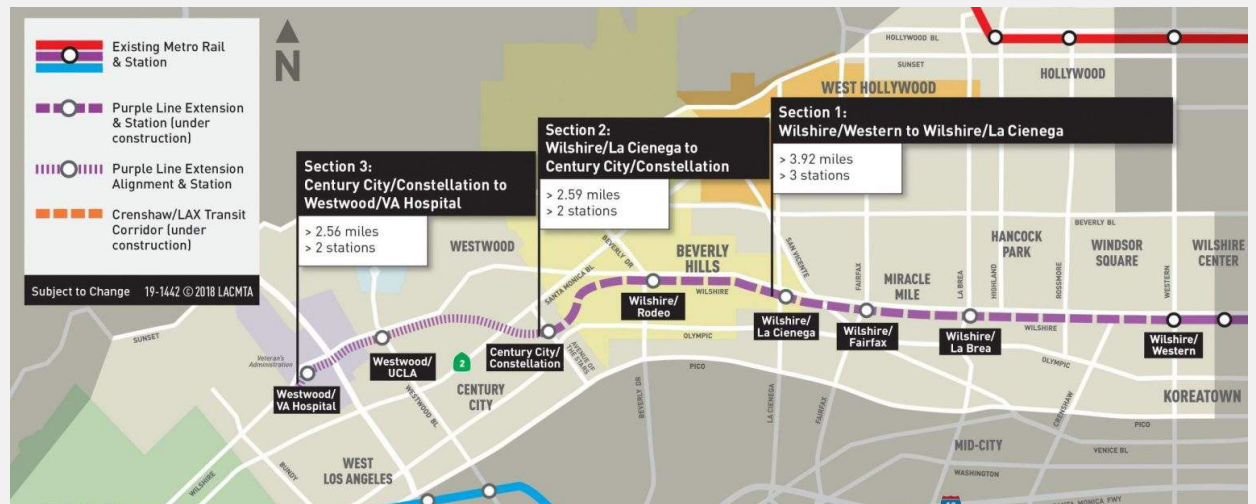 Existing Metro Rail
& Station
Purple Line Extension
& Station (under
construction)
Purple Line Extension
Alignment & Station
Crenshaw/LAX Transit
Corridor (under
construction)
Subject to Change 19-1442 © 2018 LACMTA
N
HOLLYWOOD BL
SUNSET
HOLLYWOOD
WEST HOLLYWOOD
Section 1:
Wilshire/Western to Wilshire/La Cienega
> 3.92 miles
> 3 stations
Section 2:
Wilshire/La Cienega to
Century City/Constellation
> 2.59 miles
> 2 stations
Section 3:
Century City/Constellation to
Westwood/VA Hospital
> 2.56 miles
> 2 stations
WESTWOOD
BEVERLY DR
SANTA MONICA BL
BEVERLY
HILLS
WILSHIRE
SAN VICENTE
FAIRFAX
MIRACLE
MILE
LA BREA
HIGHLAND
HANCOCK
PARK
ROSSMORE
BEVERLY BL
WINDSOR
SQUARE
WESTERN
WILSHIRE
CENTER
Wilshire/
Rodeo
Wilshire/
La Cienega
Wilshire/
Fairfax
Wilshire/
La Brea
WILSHIRE
Wilshire/
Western
SUNSET
Veteran's
Administration
Westwood/
VA Hospital
Westwood/
UCLA
2
Century City/
Constellation
AVENUE OF
THE STARS
OLYMPIC
PICO
OLYMPIC
CENTURY
CITY
WESTWOOD BL
BEVERLY DR
LA CIENEGA
FAIRFAX
CRENSHAW
KOREATOWN
PICO
MID-CITY
VENICE BL
WASHINGTON
WEST
LOS ANGELES
WILSHIRE
BUNDY
SANTA MONICA FWY